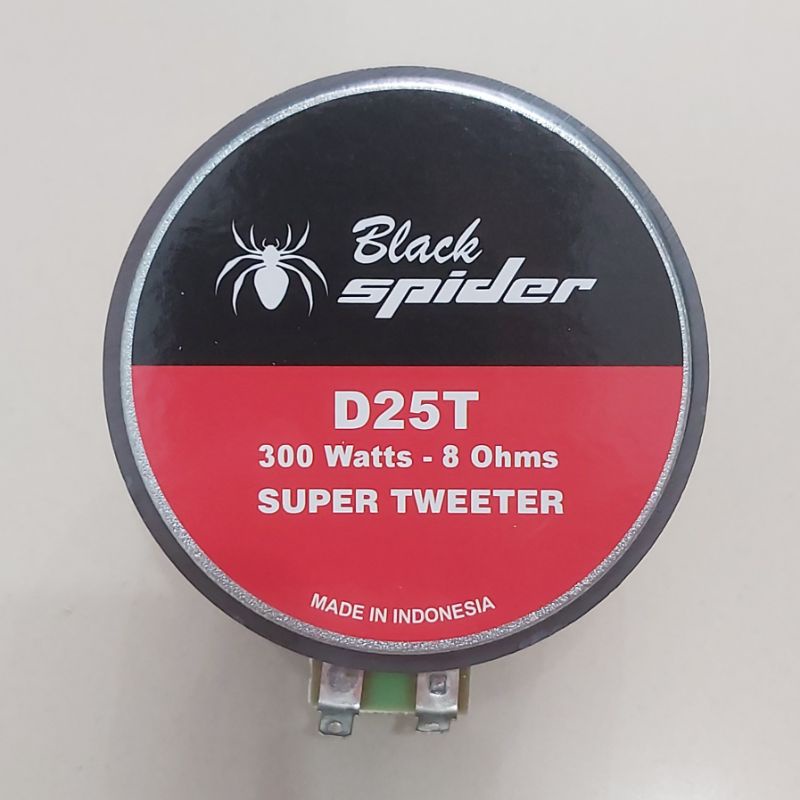 Black
spider
D25T
300 Watts - 8 Ohms
SUPER TWEETER
MADE IN INDONESIA